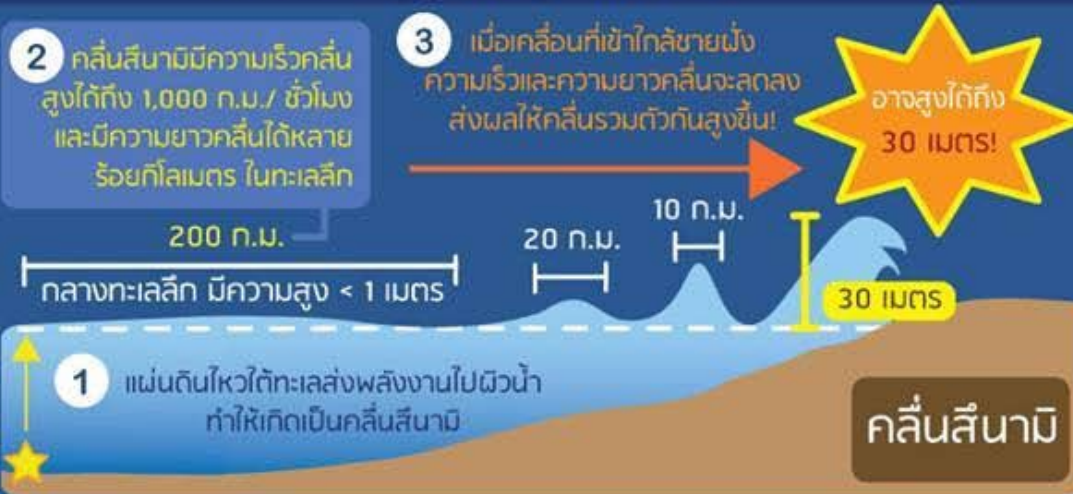 2 คลื่นสึนามิมีความเร็วคลื่น
สูงได้ถึง 1,000 ก.ม./ ชั่วโมง
และมีความยาวคลื่นได้หลาย
ร้อยกิโลเมตร ในทะเลลึก
3 เมื่อเคลื่อนที่เข้าใกล้ชายฝั่ง
ความเร็วและความยาวคลื่นจะลดลง
ส่งผลให้คลื่นรวมตัวกันสูงขึ้น!
อาจสูงได้ถึง
30 เมตร!
200 ก.ม.
กลางทะเลลึก มีความสูง < 1 เมตร
20 ก.ม.
10 ก.ม.
30 เมตร
1 แผ่นดินไหวใต้ทะเลส่งพลังงานไปผิวน้ำ
ทำให้เกิดเป็นคลื่นสึนามิ
คลื่นสึนามิ